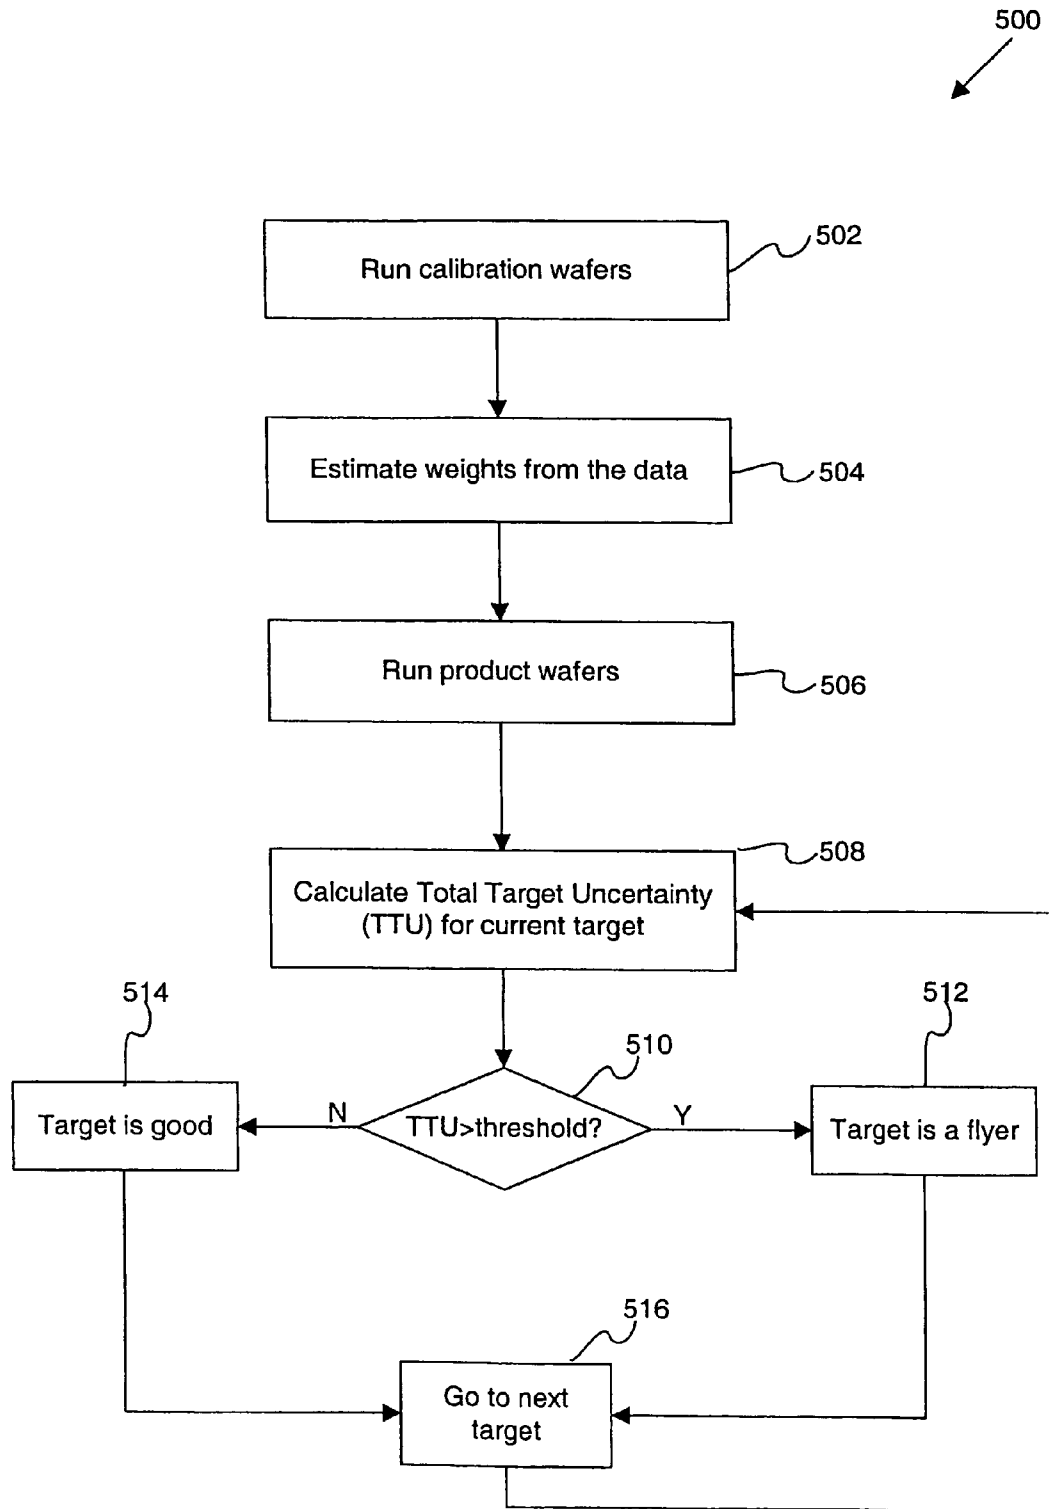 500
Run calibration wafers
502
Estimate weights from the data
504
Run product wafers
506
508
Calculate Total Target Uncertainty
(TTU) for current target
514
512
510
Target is good
N
TTU>threshold?
Y
Target is a flyer
516
Go to next
target